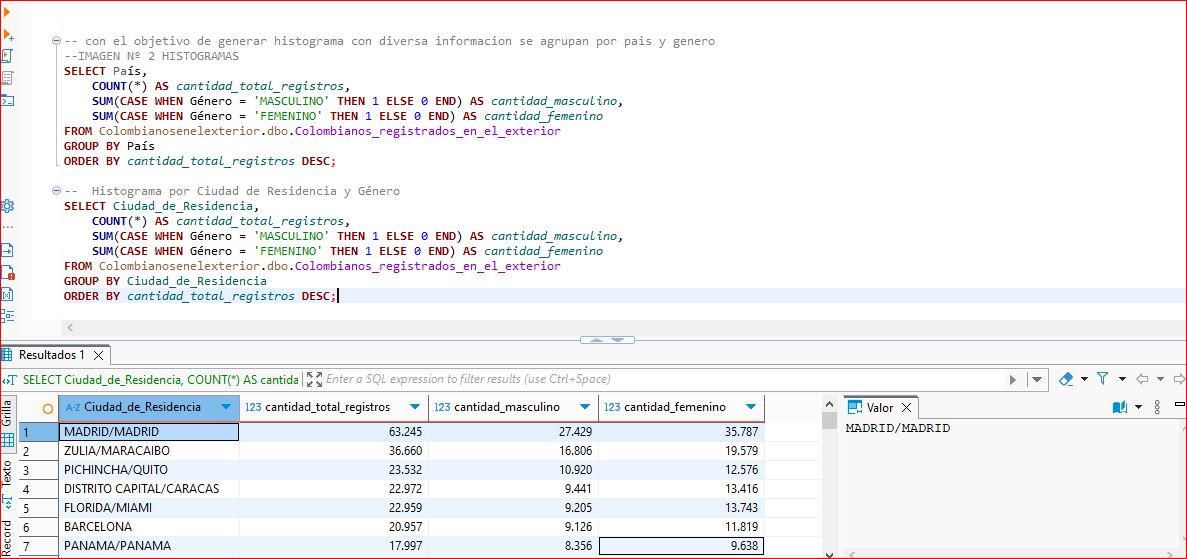 -- con el objetivo de generar histograma con diversa informacion se agrupan por pais y genero
--IMAGEN Nº 2 HISTOGRAMAS
SELECT País,
COUNT(*) AS cantidad_total_registros,
SUM(CASE WHEN Género = 'MASCULINO' THEN 1 ELSE 0 END) AS cantidad_masculino,
SUM(CASE WHEN Género = 'FEMENINO' THEN 1 ELSE 0 END) AS cantidad_femenino
FROM Colombianosenelexterior.dbo.Colombianos_registrados_en_el_exterior
GROUP BY País
ORDER BY cantidad_total_registros DESC;
-- Histograma por Ciudad de Residencia y Género
SELECT Ciudad_de_Residencia,
COUNT(*) AS cantidad_total_registros,
SUM(CASE WHEN Género = 'MASCULINO' THEN 1 ELSE 0 END) AS cantidad_masculino,
SUM(CASE WHEN Género = 'FEMENINO' THEN 1 ELSE 0 END) AS cantidad_femenino
FROM Colombianosenelexterior.dbo.Colombianos_registrados_en_el_exterior
GROUP BY Ciudad_de_Residencia
ORDER BY cantidad_total_registros DESC;
Resultados 1
SELECT Ciudad_de_Residencia, COUNT(*) AS cantida
Enter a SQL expression to filter results (use Ctrl+Space)
Grilla
Texto
Record
A-Z Ciudad_de_Residencia 123 cantidad_total_registros 123 cantidad_masculino 123 cantidad_femenino
1 MADRID/MADRID 63.245 27.429 35.787
2 ZULIA/MARACAIBO 36.660 16.806 19.579
3 PICHINCHA/QUITO 23.532 10.920 12.576
4 DISTRITO CAPITAL/CARACAS 22.972 9.441 13.416
5 FLORIDA/MIAMI 22.959 9.205 13.743
6 BARCELONA 20.957 9.126 11.819
7 PANAMA/PANAMA 17.997 8.356 9.638
Valor
MADRID/MADRID